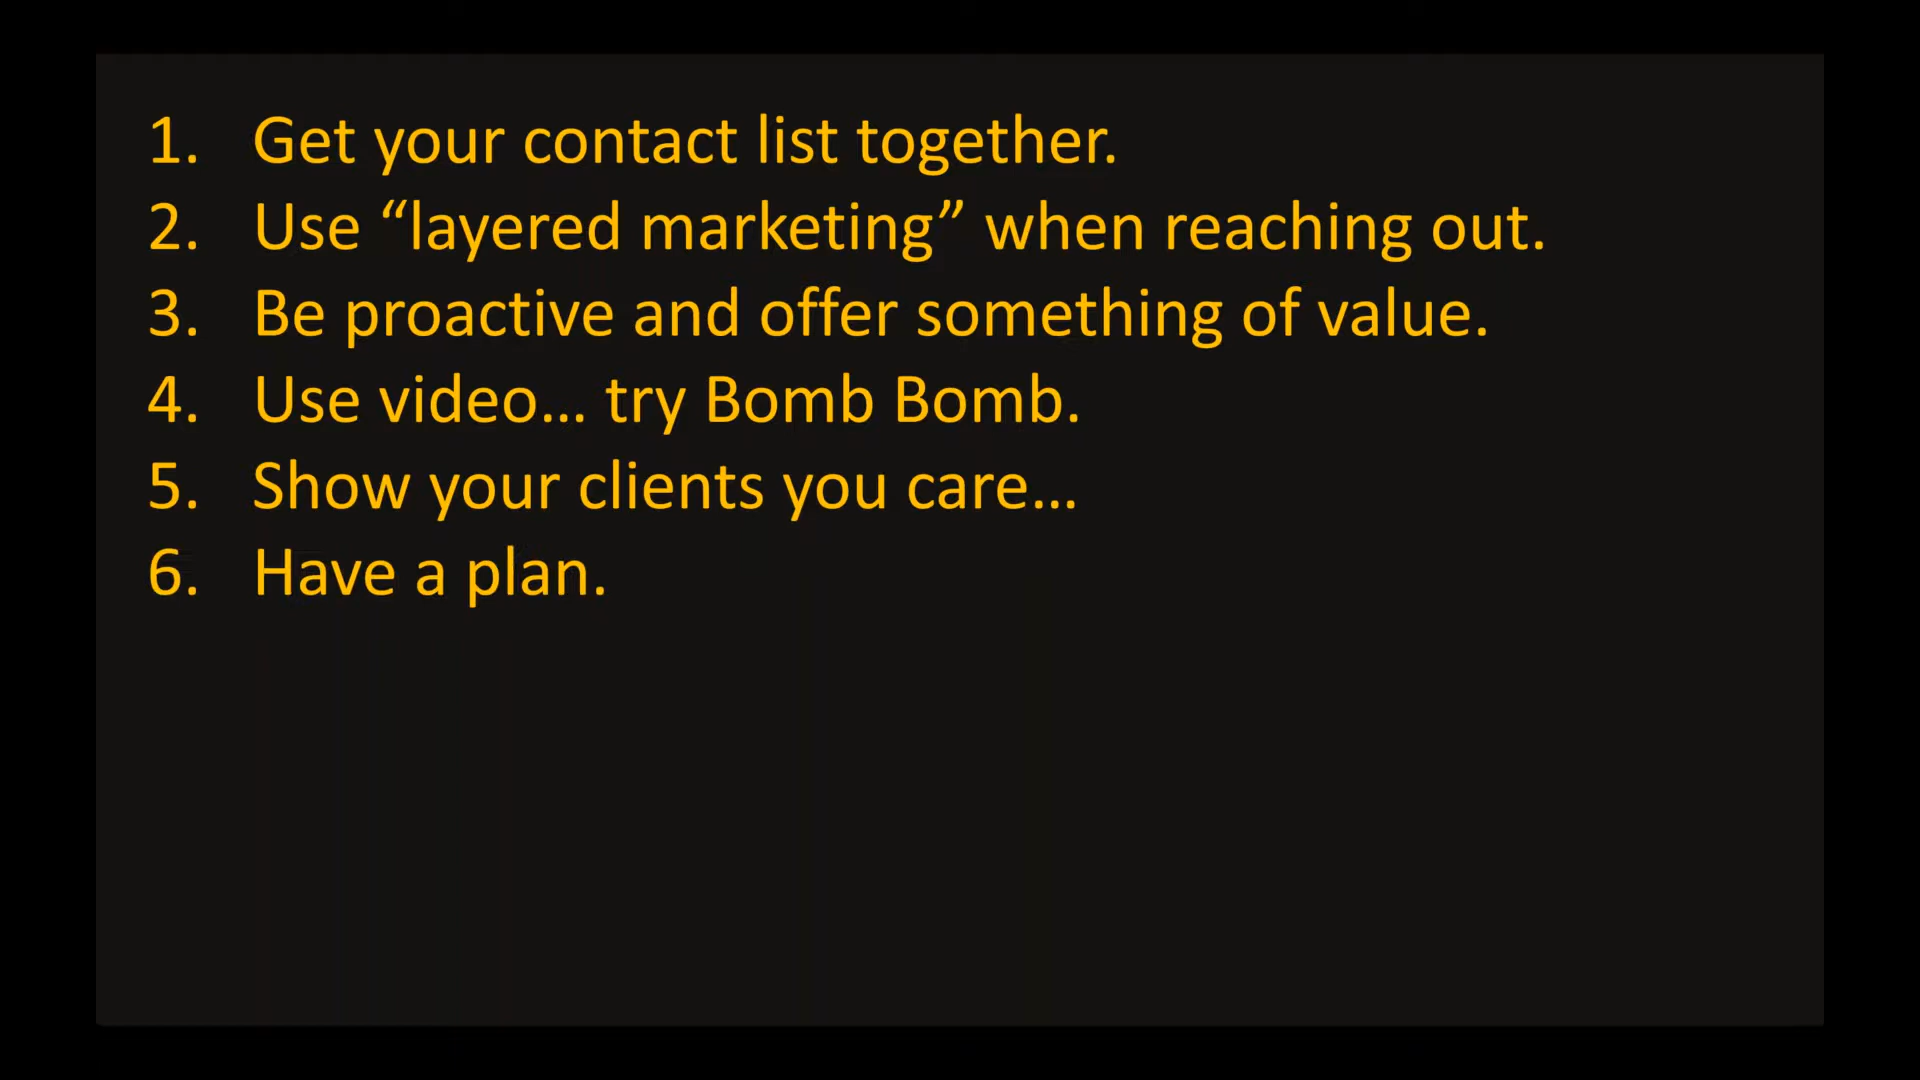 1. Get your contact list together.
2. Use “layered marketing” when reaching out.
3. Be proactive and offer something of value.
4. Use video... try Bomb Bomb.
5. Show your clients you care...
6. Have a plan.